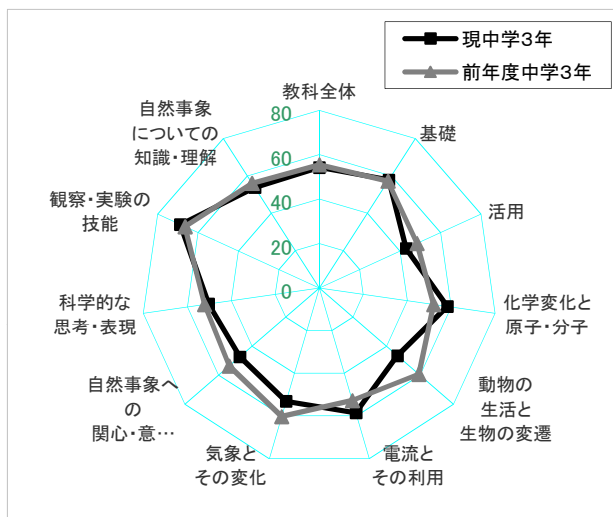 現中学3年
前年度中学3年
教科全体
基礎
活用
化学変化と
原子・分子
動物の
生活と
生物の変遷
電流と
その利用
気象と
その変化
自然事象へ
の
関心・意…
科学的な
思考・表現
観察・実験の
技能
自然事象
についての
知識・理解
80
60
40
20
0